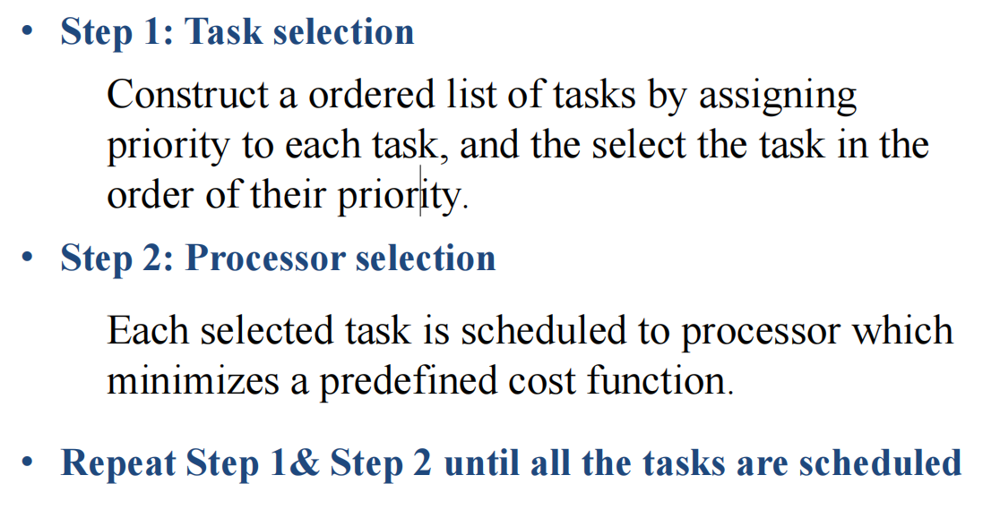 • Step 1: Task selection
Construct a ordered list of tasks by assigning
priority to each task, and the select the task in the
order of their priority.
• Step 2: Processor selection
Each selected task is scheduled to processor which
minimizes a predefined cost function.
• Repeat Step 1& Step 2 until all the tasks are scheduled